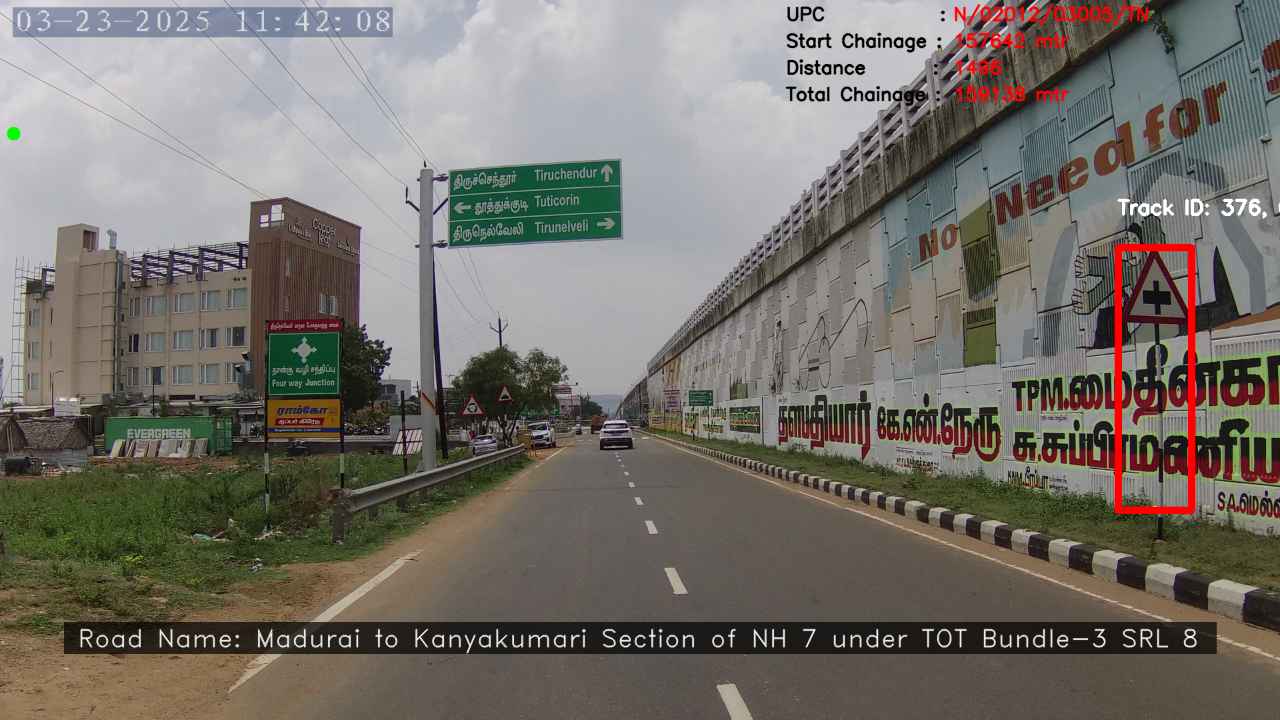 03-23-2025 11:42:08
UPC : N/02012/03005/TN
Start Chainage : 157643 mtr
Distance : 1496
Total Chainage : 159138 mtr
திருச்செந்தூர் Tiruchendur
தூத்துக்குடி Tuticorin
திருநெல்வேலி Tirunelveli
No Need for
Track ID: 376,
நான்கு வழி சந்திப்பு
Four way Junction
ராம்கோ
EVERGREEN
தளபதியார் கே.என்.நேரு
TPM.மைதீன்கா
சு.சுப்பிரமணிய
S.A.மெல்
Road Name: Madurai to Kanyakumari Section of NH 7 under TOT Bundle-3 SRL 8